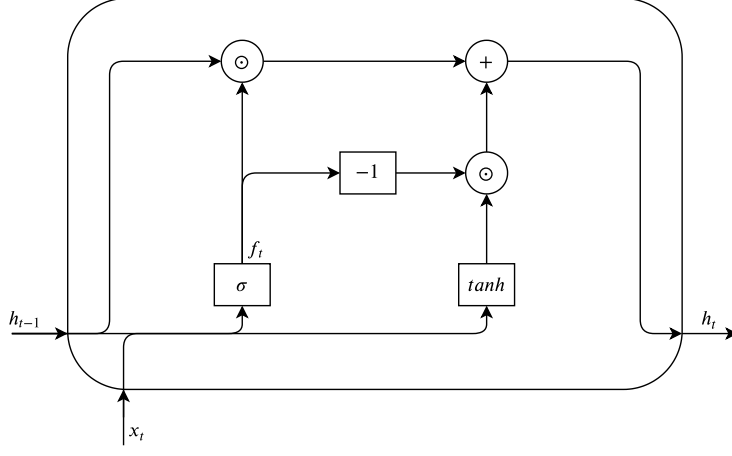 ⊙ +
−1 ⊙
f_t
σ tanh
h_{t−1} h_t
x_t